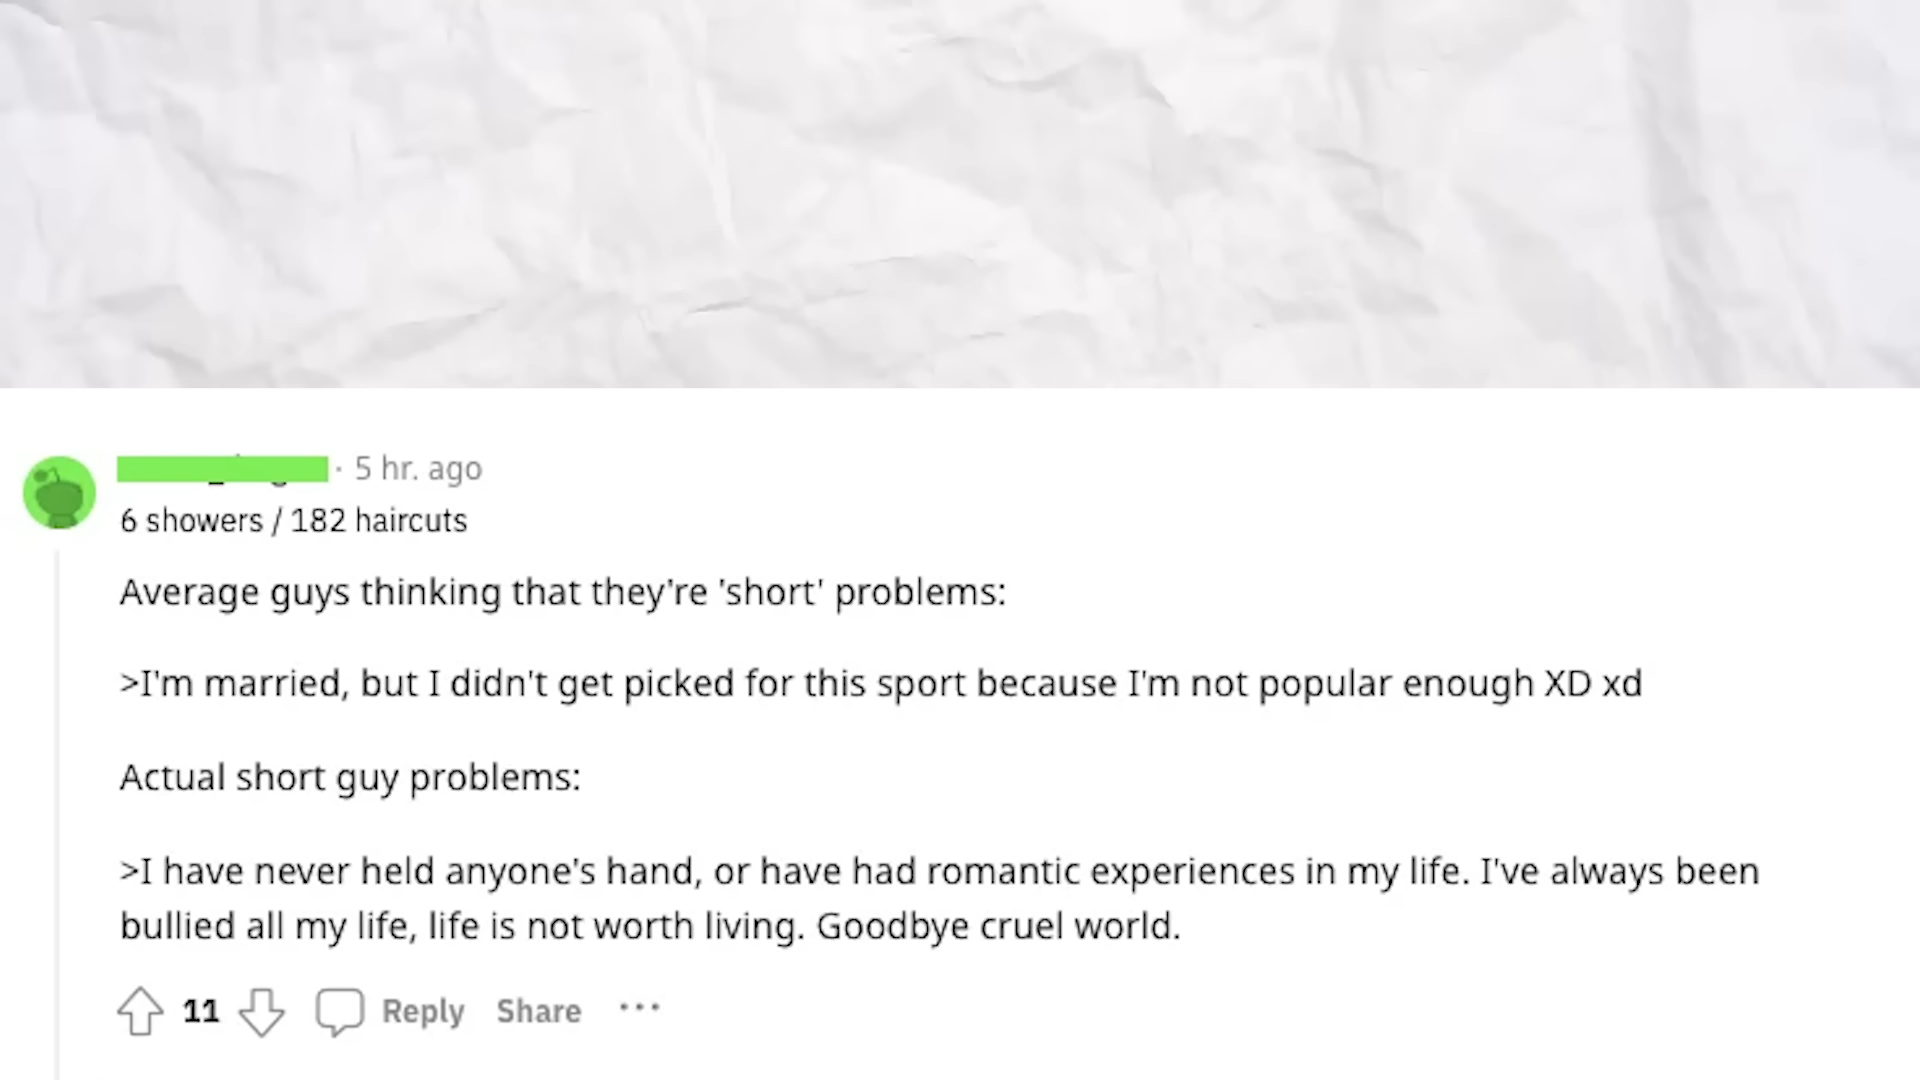 · 5 hr. ago
6 showers / 182 haircuts
Average guys thinking that they're 'short' problems:
>I'm married, but I didn't get picked for this sport because I'm not popular enough XD xd
Actual short guy problems:
>I have never held anyone's hand, or have had romantic experiences in my life. I've always been
bullied all my life, life is not worth living. Goodbye cruel world.
11 Reply Share ···